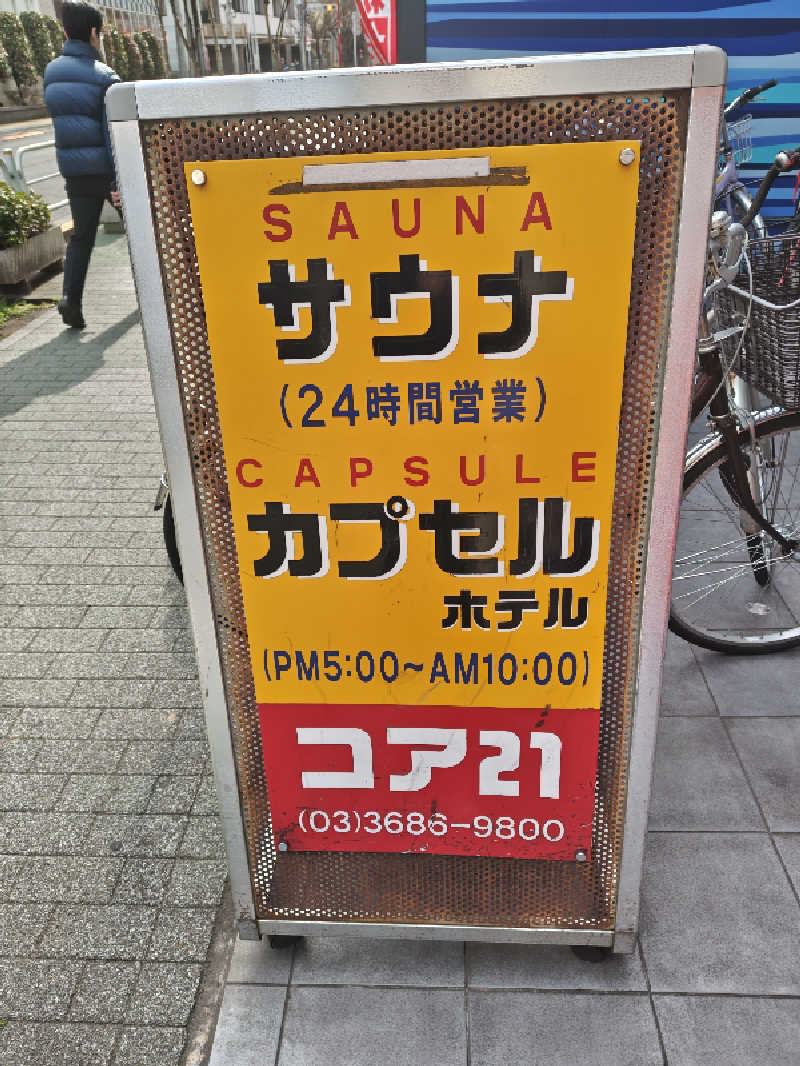 SAUNA
サウナ
(24時間営業)
CAPSULE
カプセル
ホテル
(PM5:00~AM10:00)
コア21
(03)3686-9800